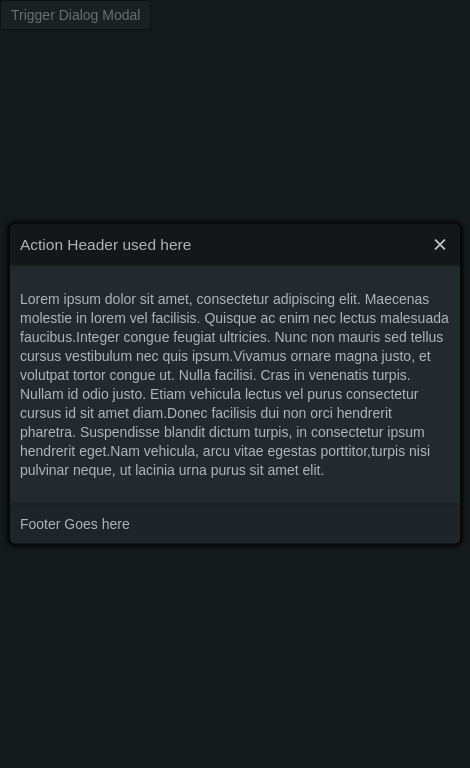 Trigger Dialog Modal
Action Header used here
Lorem ipsum dolor sit amet, consectetur adipiscing elit. Maecenas
molestie in lorem vel facilisis. Quisque ac enim nec lectus malesuada
faucibus.Integer congue feugiat ultricies. Nunc non mauris sed tellus
cursus vestibulum nec quis ipsum.Vivamus ornare magna justo, et
volutpat tortor congue ut. Nulla facilisi. Cras in venenatis turpis.
Nullam id odio justo. Etiam vehicula lectus vel purus consectetur
cursus id sit amet diam.Donec facilisis dui non orci hendrerit
pharetra. Suspendisse blandit dictum turpis, in consectetur ipsum
hendrerit eget.Nam vehicula, arcu vitae egestas porttitor,turpis nisi
pulvinar neque, ut lacinia urna purus sit amet elit.
Footer Goes here